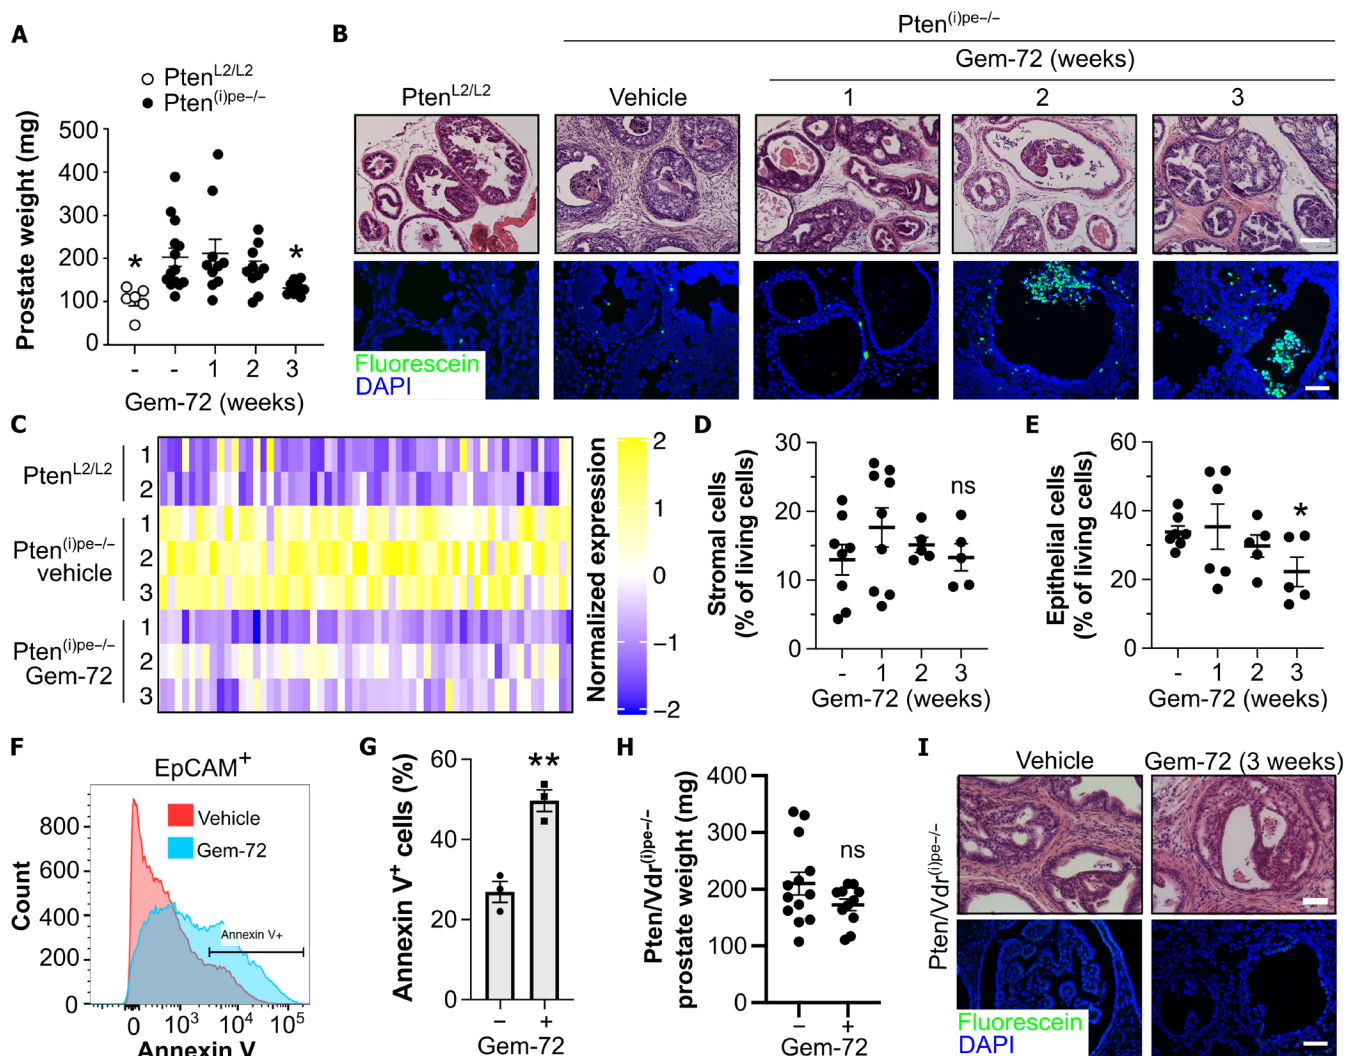 A
Pten^L2/L2
Pten^(i)pe−/−
Prostate weight (mg)
500
400
300
200
100
0
*
*
- - 1 2 3
Gem-72 (weeks)
B
Pten^(i)pe−/−
Gem-72 (weeks)
Pten^L2/L2 Vehicle 1 2 3
Fluorescein
DAPI
C
Pten^L2/L2
1
2
Pten^(i)pe−/−
vehicle
1
2
3
Pten^(i)pe−/−
Gem-72
1
2
3
Normalized expression
2
1
0
−1
−2
D
Stromal cells
(% of living cells)
30
20
10
0
ns
- 1 2 3
Gem-72 (weeks)
E
Epithelial cells
(% of living cells)
60
40
20
0
*
- 1 2 3
Gem-72 (weeks)
F
EpCAM+
Vehicle
Gem-72
Annexin V+
Count
800
600
400
200
0
0 10^3 10^4 10^5
Annexin V
G
Annexin V+ cells (%)
60
40
20
0
**
− +
Gem-72
H
Pten/Vdr^(i)pe−/−
prostate weight (mg)
400
300
200
100
0
ns
− +
Gem-72
I
Vehicle Gem-72 (3 weeks)
Pten/Vdr^(i)pe−/−
Fluorescein
DAPI